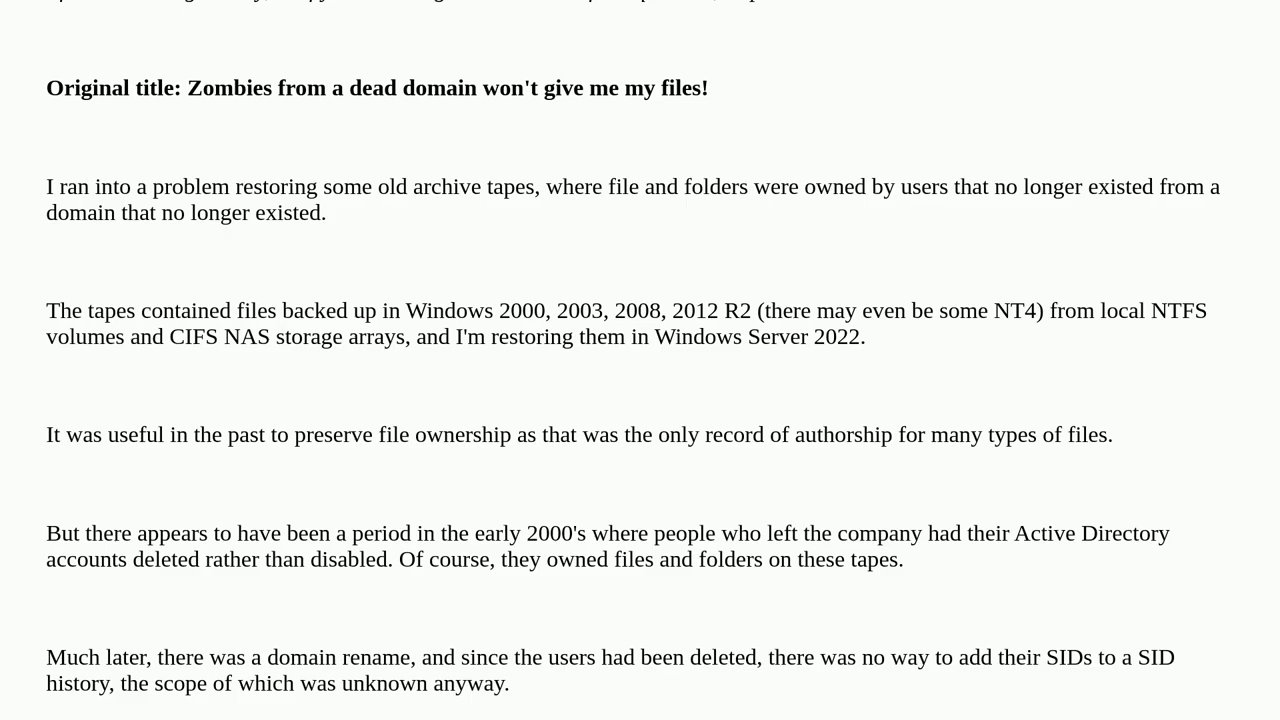 Original title: Zombies from a dead domain won't give me my files!
I ran into a problem restoring some old archive tapes, where file and folders were owned by users that no longer existed from a
domain that no longer existed.
The tapes contained files backed up in Windows 2000, 2003, 2008, 2012 R2 (there may even be some NT4) from local NTFS
volumes and CIFS NAS storage arrays, and I'm restoring them in Windows Server 2022.
It was useful in the past to preserve file ownership as that was the only record of authorship for many types of files.
But there appears to have been a period in the early 2000's where people who left the company had their Active Directory
accounts deleted rather than disabled. Of course, they owned files and folders on these tapes.
Much later, there was a domain rename, and since the users had been deleted, there was no way to add their SIDs to a SID
history, the scope of which was unknown anyway.